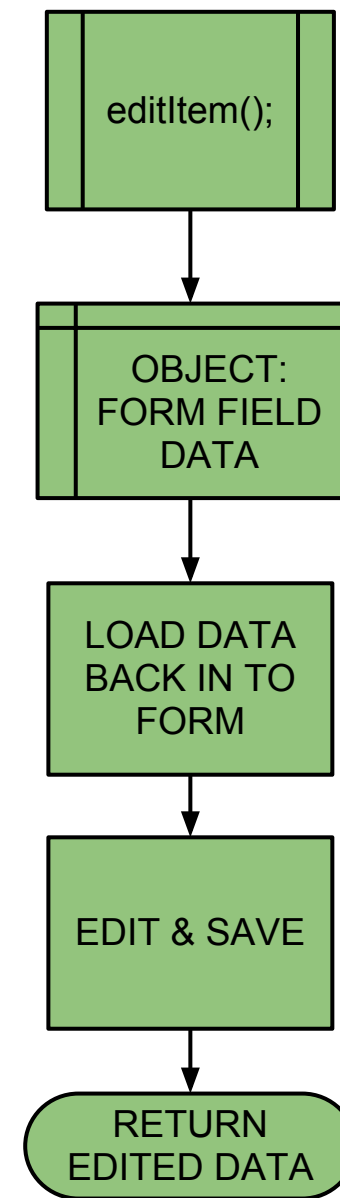 editItem();
OBJECT:
FORM FIELD
DATA
LOAD DATA
BACK IN TO
FORM
EDIT & SAVE
RETURN
EDITED DATA